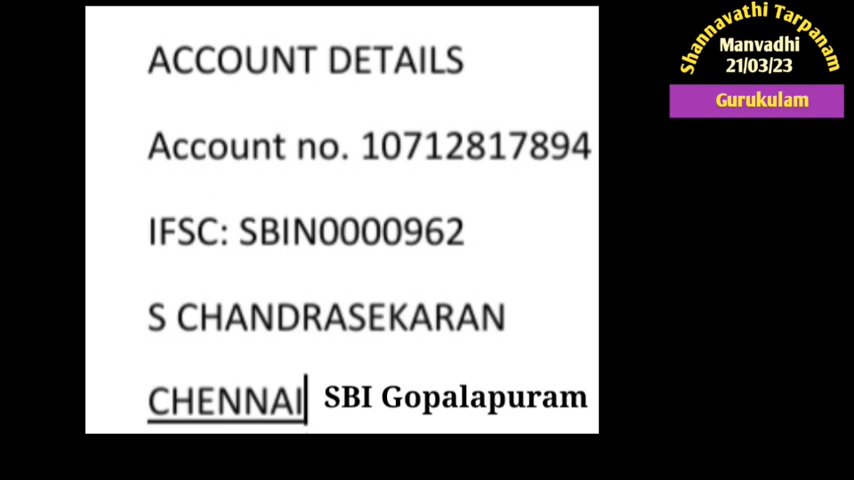 ACCOUNT DETAILS
Account no. 10712817894
IFSC: SBIN0000962
S CHANDRASEKARAN
CHENNAI SBI Gopalapuram
Shannavathi Tarpanam
Manvadhi
21/03/23
Gurukulam